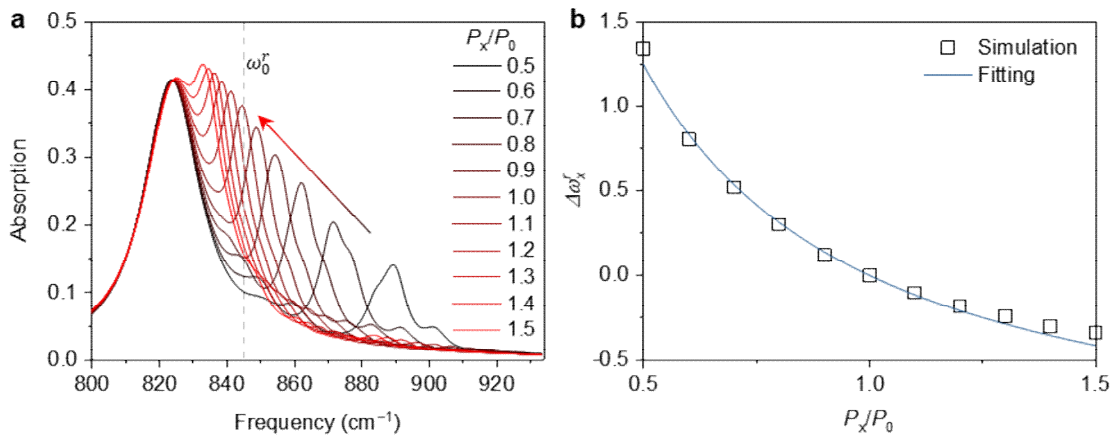 a
0.5
0.4
0.3
0.2
0.1
0.0
Absorption
800 820 840 860 880 900 920
Frequency (cm⁻¹)
ω₀ʳ
Pₓ/P₀
0.5
0.6
0.7
0.8
0.9
1.0
1.1
1.2
1.3
1.4
1.5
b
1.5
1.0
0.5
0.0
-0.5
Δωₓʳ
0.5 1.0 1.5
Pₓ/P₀
Simulation
Fitting